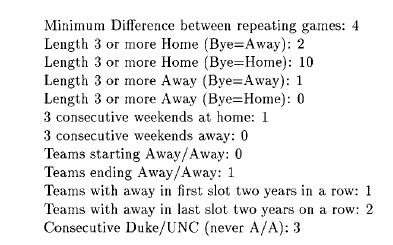 Minimum Difference between repeating games: 4
Length 3 or more Home (Bye=Away): 2
Length 3 or more Home (Bye=Home): 10
Length 3 or more Away (Bye=Away): 1
Length 3 or more Away (Bye=Home): 0
3 consecutive weekends at home: 1
3 consecutive weekends away: 0
Teams starting Away/Away: 0
Teams ending Away/Away: 1
Teams with away in first slot two years in a row: 1
Teams with away in last slot two years on a row: 2
Consecutive Duke/UNC (never A/A): 3